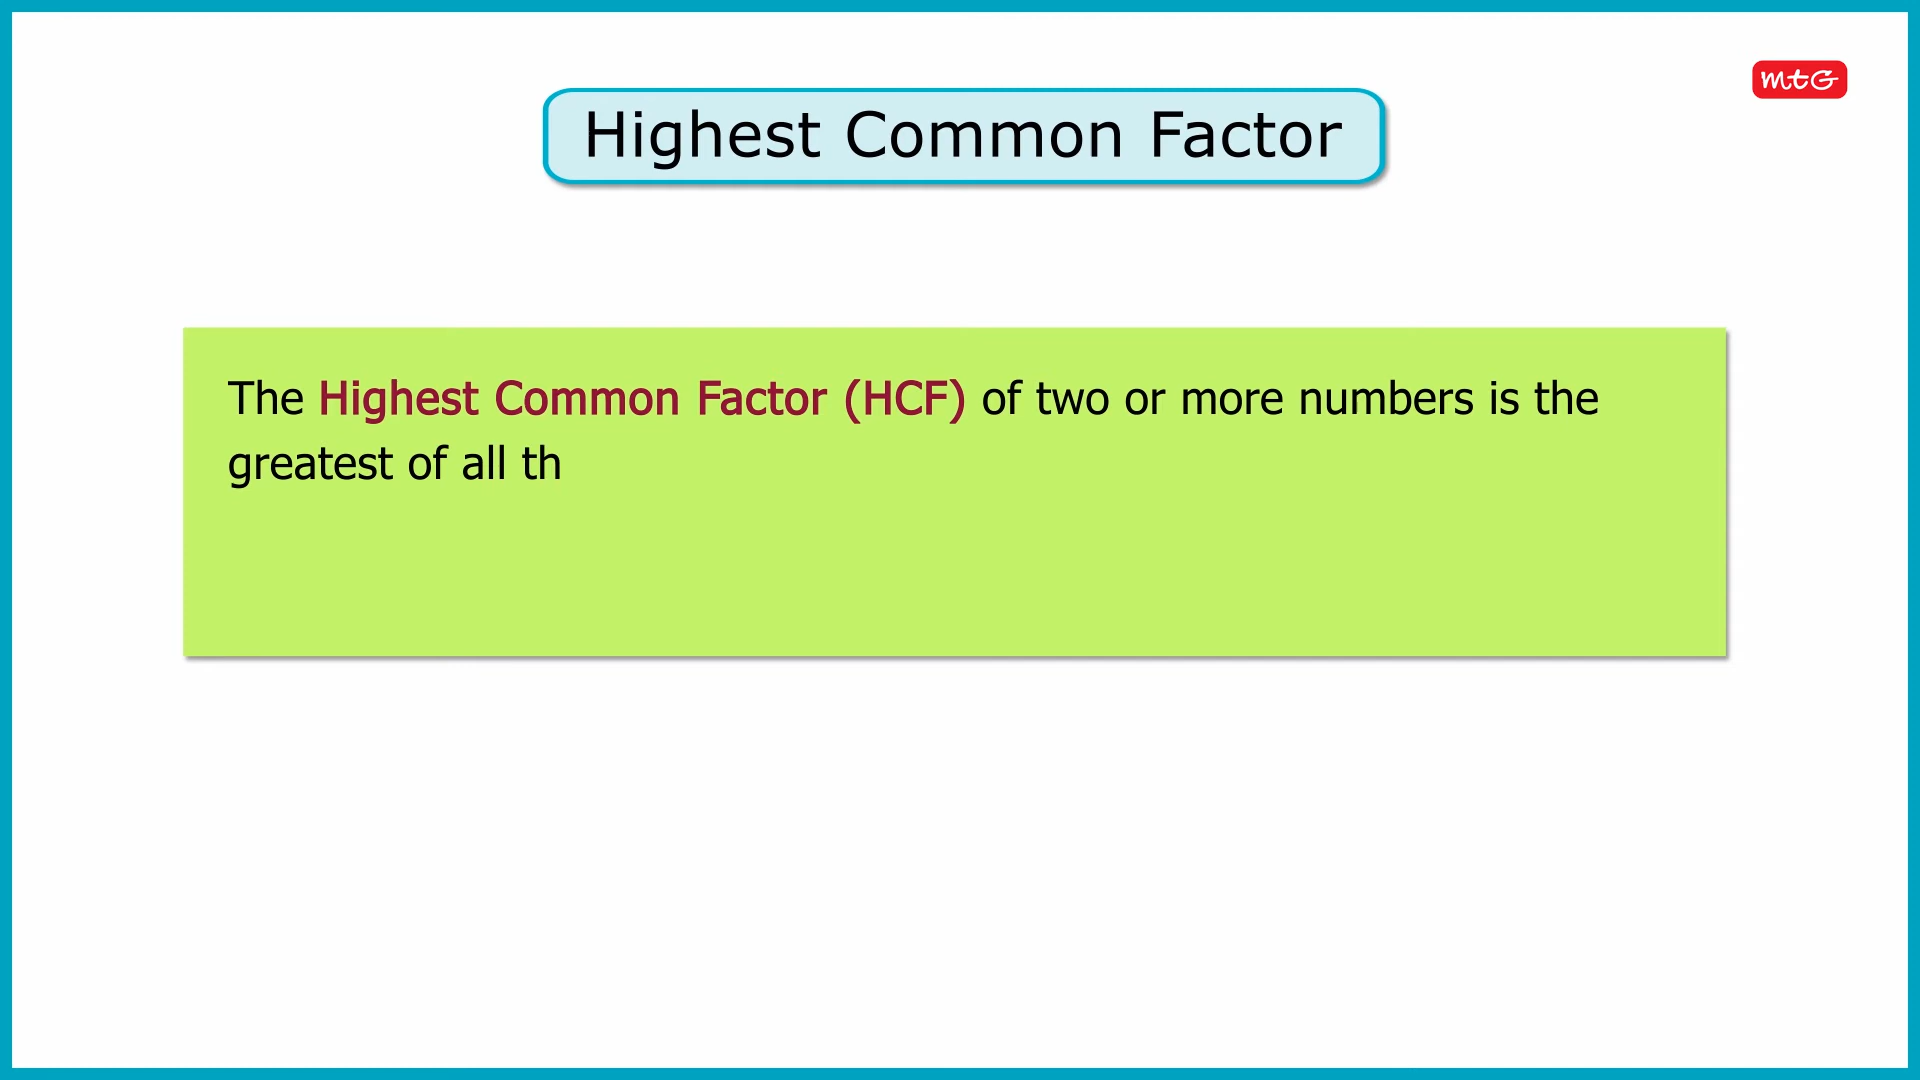 mtG
Highest Common Factor
The Highest Common Factor (HCF) of two or more numbers is the
greatest of all th